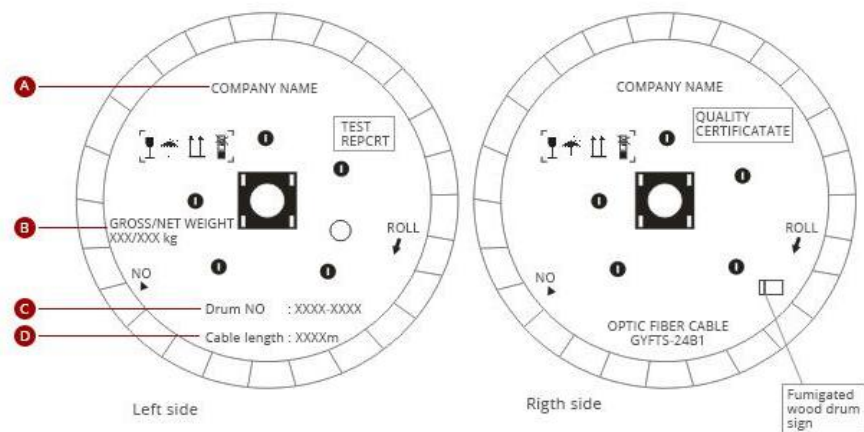 A
COMPANY NAME
TEST
REPCRT
B
GROSS/NET WEIGHT
XXX/XXX kg
ROLL
NO
C
Drum NO : XXXX-XXXX
D
Cable length : XXXXm
Left side
COMPANY NAME
QUALITY
CERTIFICATATE
ROLL
NO
OPTIC FIBER CABLE
GYFTS-24B1
Rigth side
Fumigated
wood drum
sign